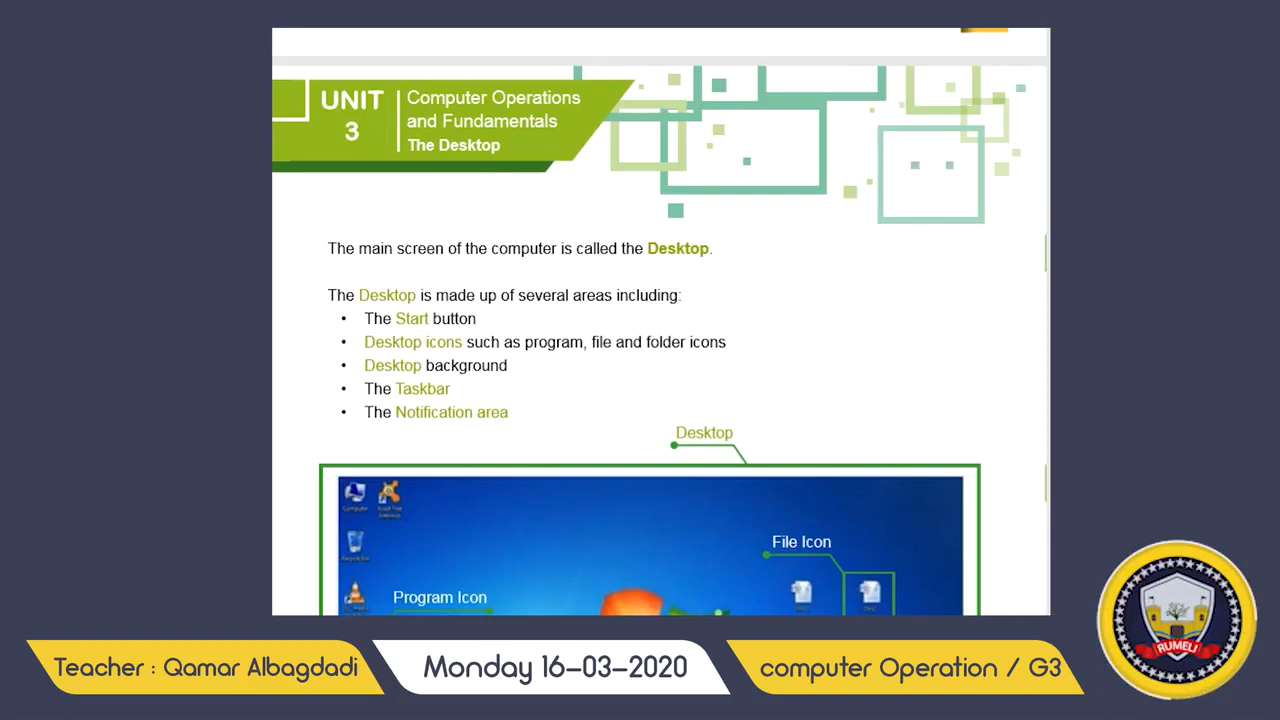 UNIT
3
Computer Operations
and Fundamentals
The Desktop
The main screen of the computer is called the Desktop.
The Desktop is made up of several areas including:
• The Start button
• Desktop icons such as program, file and folder icons
• Desktop background
• The Taskbar
• The Notification area
Desktop
Computer
Recycle Bin
File Icon
Program Icon
RUMELI
Teacher : Qamar Albagdadi
Monday 16-03-2020
computer Operation / G3